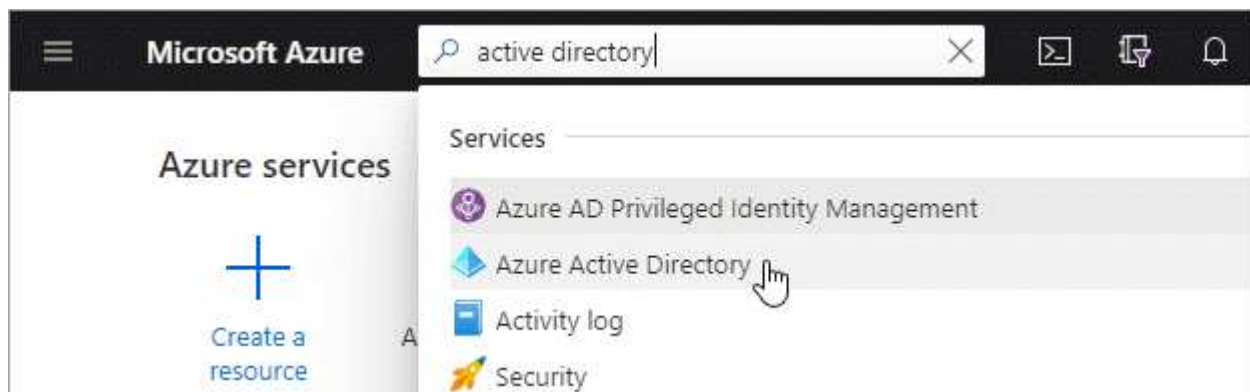 Microsoft Azure
active directory
Azure services
Services
Azure AD Privileged Identity Management
Azure Active Directory
Activity log
Security
Create a
resource
A